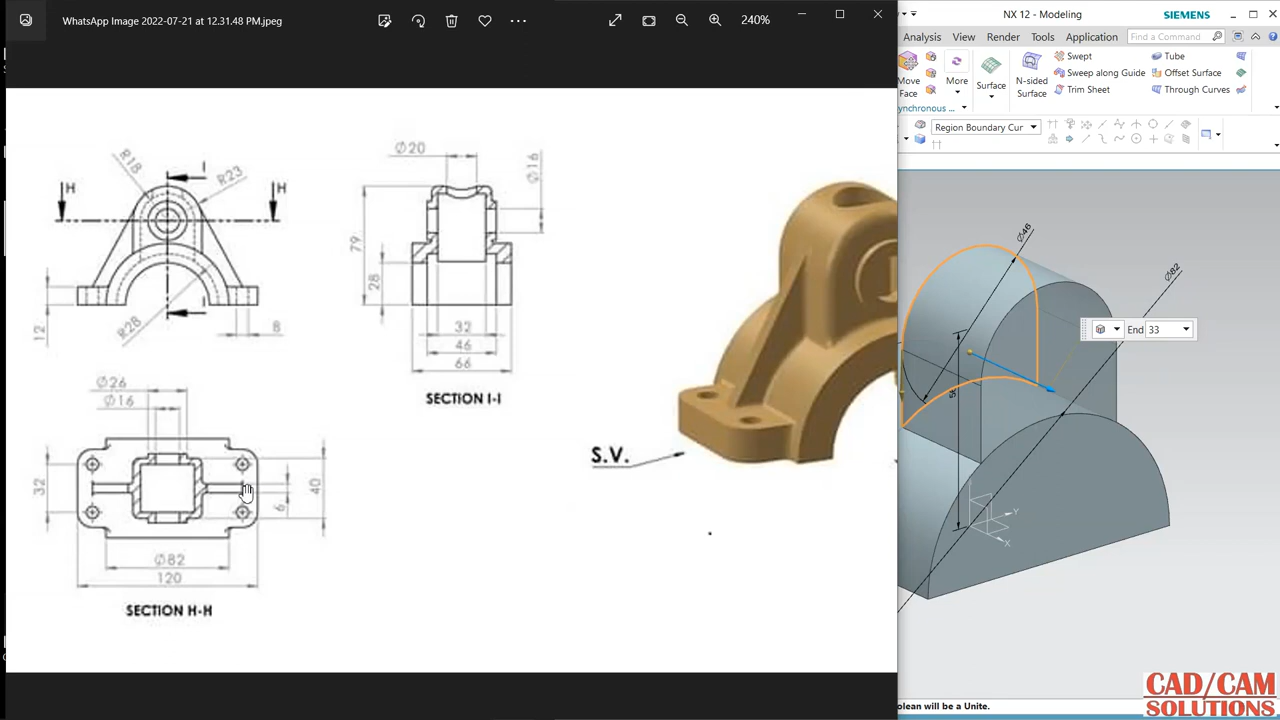 WhatsApp Image 2022-07-21 at 12.31.48 PM.jpeg
240%
NX 12 - Modeling
SIEMENS
Analysis View Render Tools Application
Find a Command
Move Face
More
Surface
N-sided Surface
Swept
Sweep along Guide
Trim Sheet
Tube
Offset Surface
Through Curves
ynchronous ...
Region Boundary Cur
R18
I
R23
H
H
12
R28
I
8
Ø20
Ø16
79
28
32
46
66
SECTION I-I
Ø26
Ø16
32
6
40
Ø82
120
SECTION H-H
S.V.
Ø46
Ø82
End 33
Y
X
olean will be a Unite.
CAD/CAM
SOLUTIONS